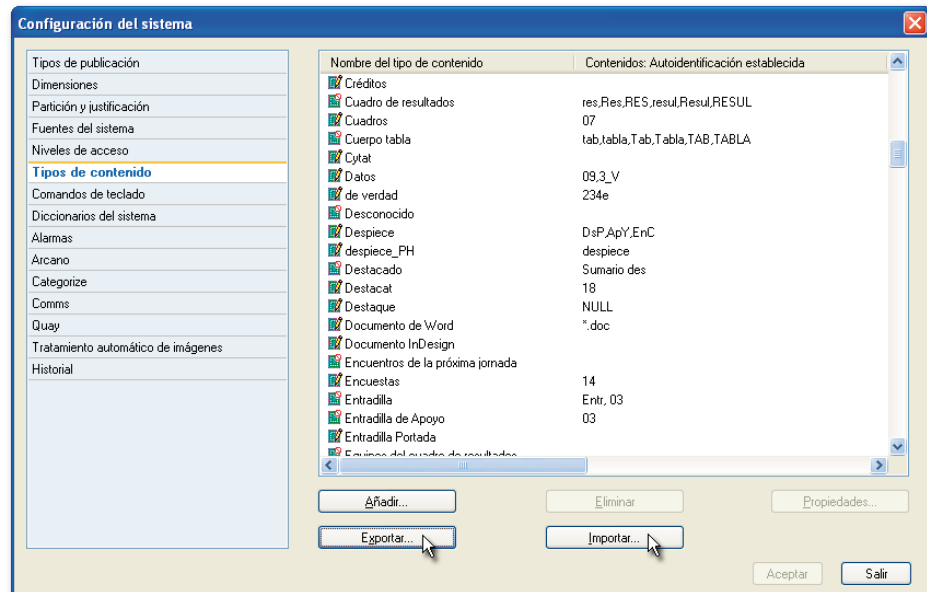 Configuración del sistema
Tipos de publicación
Dimensiones
Partición y justificación
Fuentes del sistema
Niveles de acceso
Tipos de contenido
Comandos de teclado
Diccionarios del sistema
Alarmas
Arcano
Categorize
Comms
Quay
Tratamiento automático de imágenes
Historial
Nombre del tipo de contenido Contenidos: Autoidentificación establecida
Créditos
Cuadro de resultados res,Res,RES,resul,Resul,RESUL
Cuadros 07
Cuerpo tabla tab,tabla,Tab,Tabla,TAB,TABLA
Cytat
Datos 09,3_V
de verdad 234e
Desconocido
Despiece DsP,ApY,EnC
despiece_PH despiece
Destacado Sumario des
Destacat 18
Destaque NULL
Documento de Word *.doc
Documento InDesign
Encuentros de la próxima jornada
Encuestas 14
Entradilla Entr, 03
Entradilla de Apoyo 03
Entradilla Portada
Equipos del cuadro de resultados
Añadir... Eliminar Propiedades...
Exportar... Importar...
Aceptar Salir